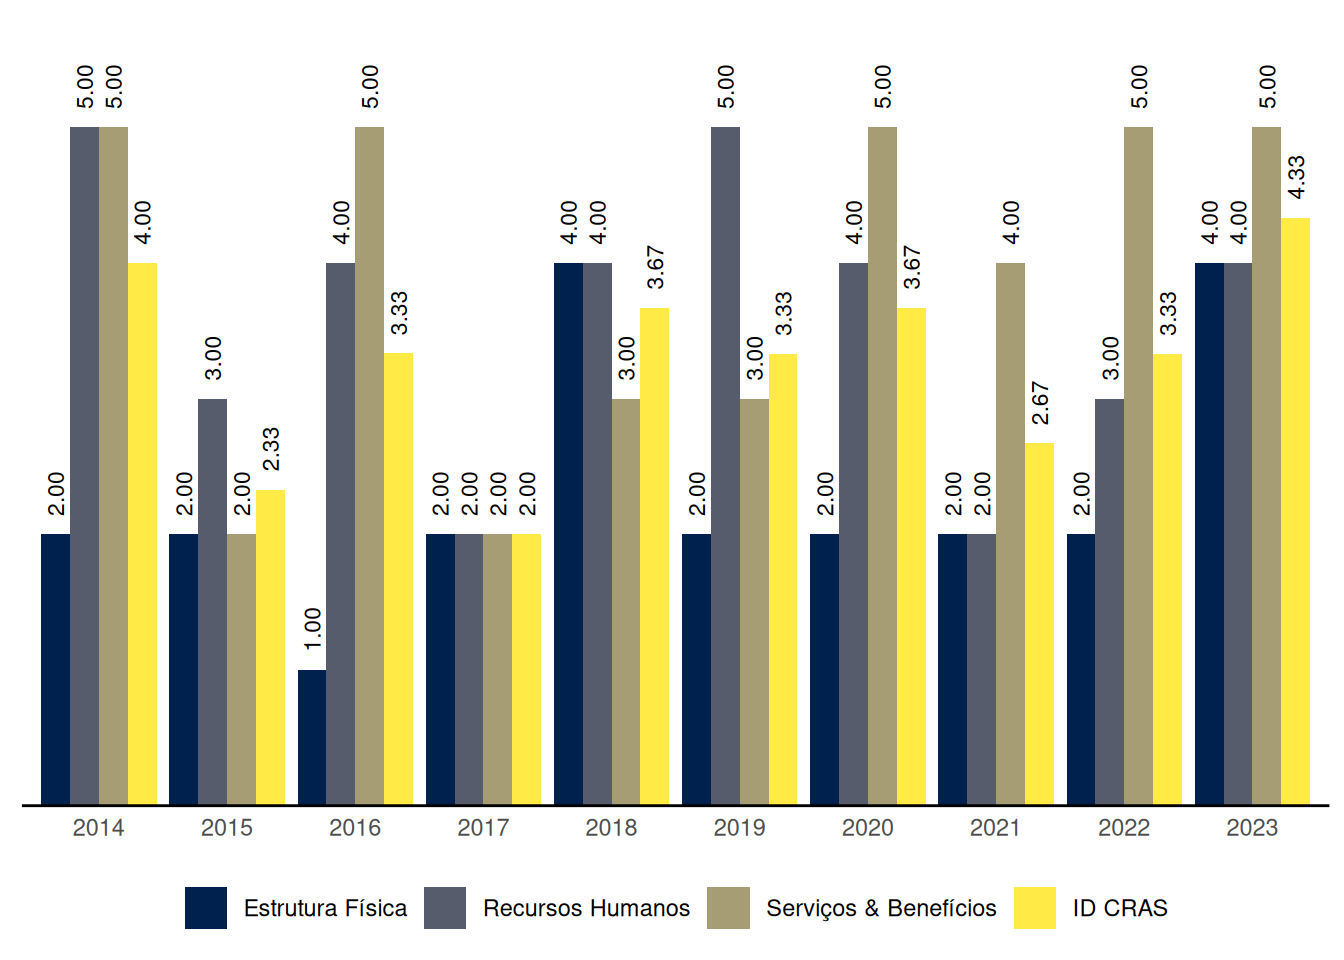 5.00 5.00 5.00 5.00 5.00 5.00 5.00
4.33
4.00 4.00 4.00 4.00 4.00 4.00 4.00 4.00
3.67 3.67
3.33 3.33 3.33
3.00 3.00 3.00 3.00
2.67
2.33
2.00 2.00 2.00 2.00 2.00 2.00 2.00 2.00 2.00 2.00 2.00 2.00
1.00
2014 2015 2016 2017 2018 2019 2020 2021 2022 2023
Estrutura Física Recursos Humanos Serviços & Benefícios ID CRAS